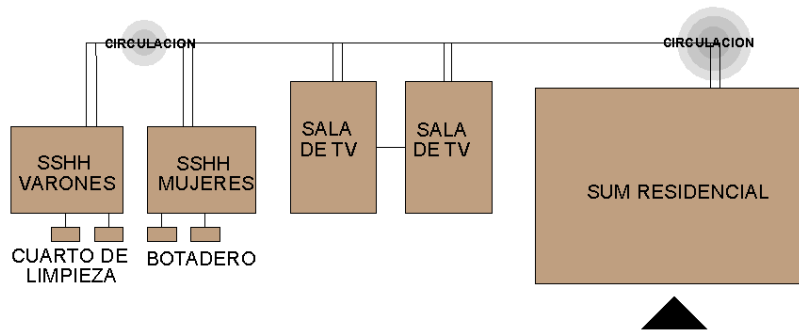 CIRCULACION
CIRCULACION
SSHH
VARONES
SSHH
MUJERES
SALA
DE TV
SALA
DE TV
SUM RESIDENCIAL
CUARTO DE
LIMPIEZA
BOTADERO